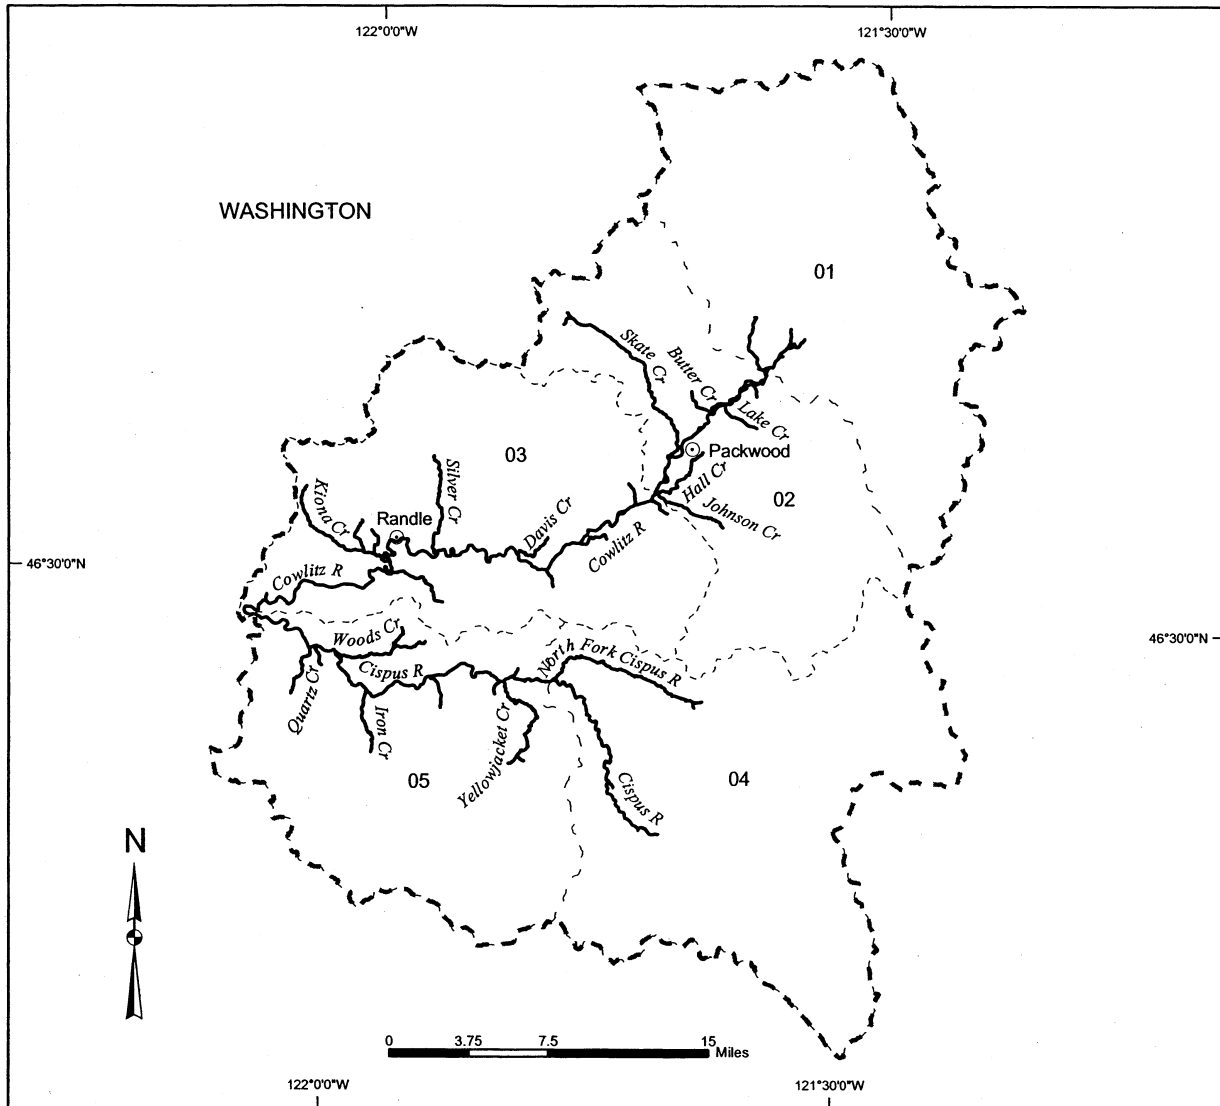 122°0'0"W
121°30'0"W
WASHINGTON
01
Skate Cr
Butter Cr
Lake Cr
Packwood
03
Silver Cr
Hall Cr
02
Kiona Cr
Johnson Cr
Randle
Davis Cr
Cowlitz R
46°30'0"N
Cowlitz R
Woods Cr
46°30'0"N
North Fork Cispus R
Cispus R
Quartz Cr
Iron Cr
Yellowjacket Cr
05
04
Cispus R
N
0 3.75 7.5 15
Miles
122°0'0"W
121°30'0"W